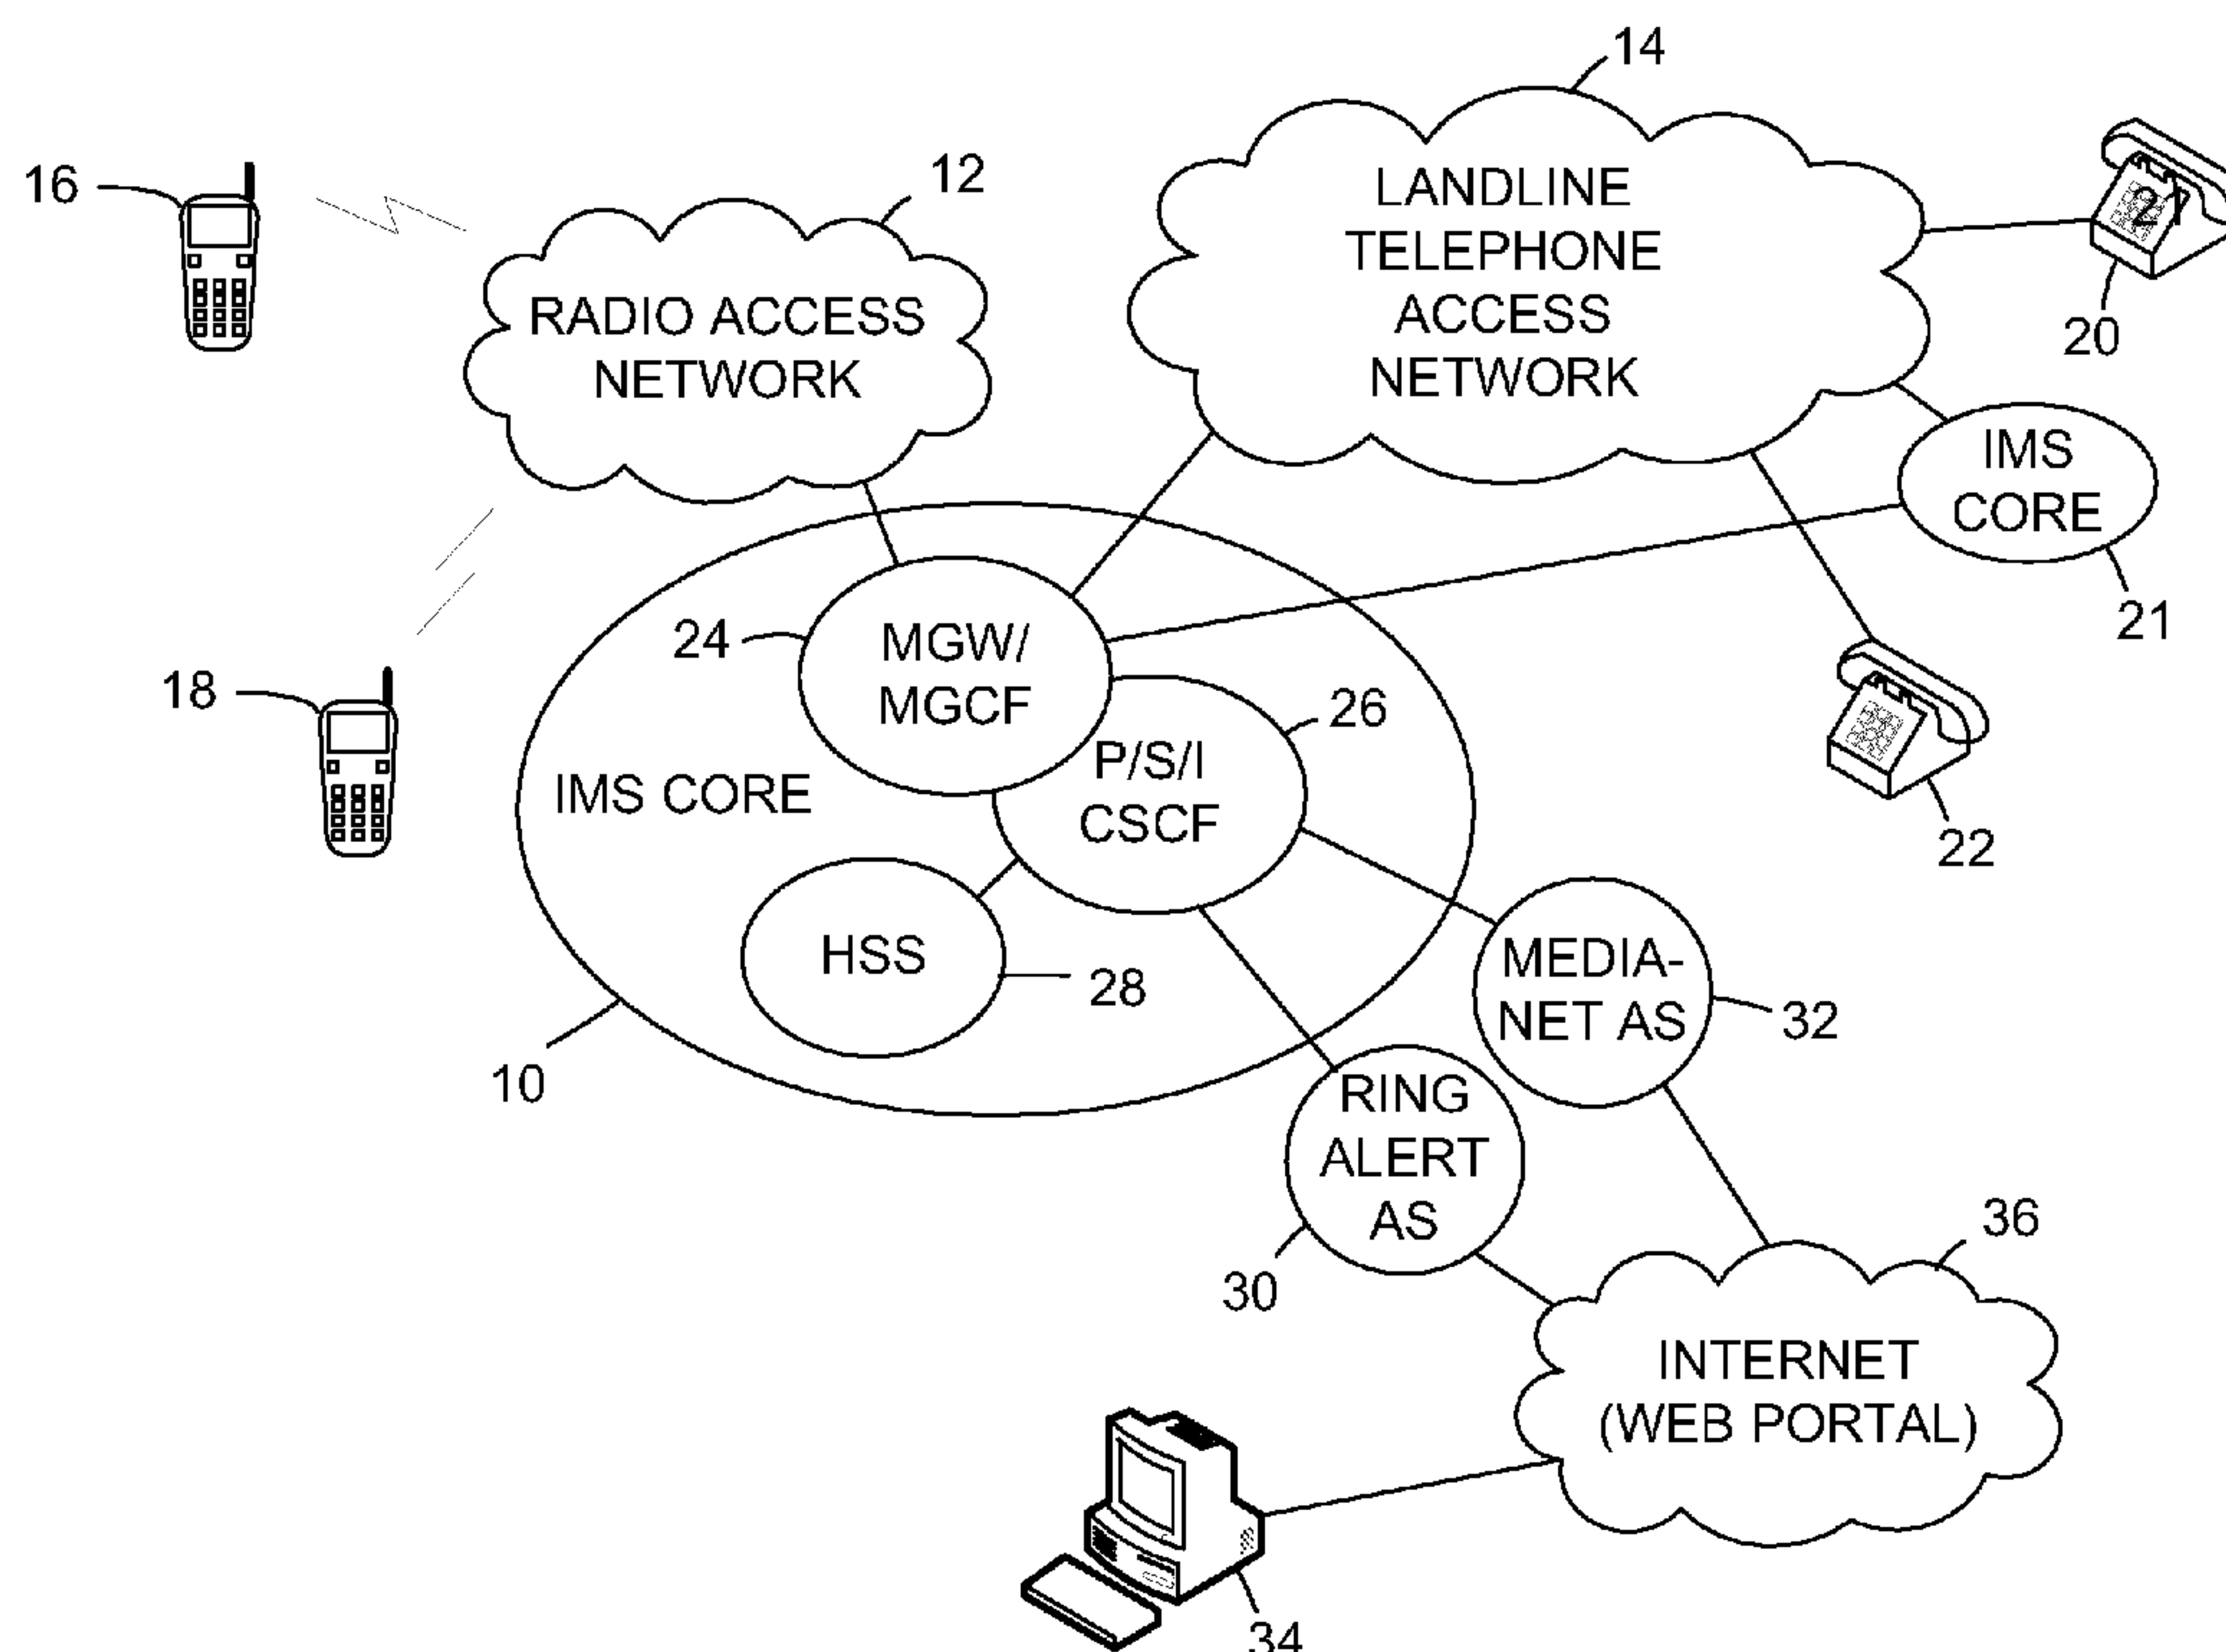 14
16
12
LANDLINE
TELEPHONE
ACCESS
NETWORK
21
20
RADIO ACCESS
NETWORK
IMS
CORE
21
24
MGW/
MGCF
18
26
P/S/I
CSCF
IMS CORE
22
HSS
28
MEDIA-
NET AS
32
10
RING
ALERT
AS
30
36
INTERNET
(WEB PORTAL)
34